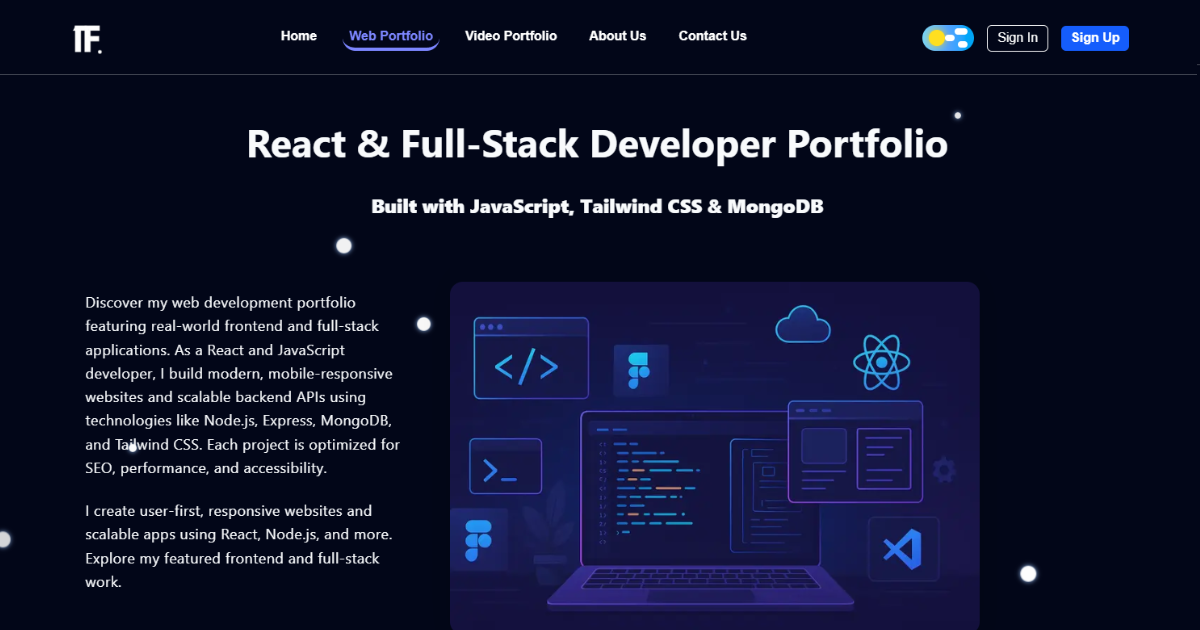 IF.
Home Web Portfolio Video Portfolio About Us Contact Us Sign In Sign Up
React & Full-Stack Developer Portfolio
Built with JavaScript, Tailwind CSS & MongoDB
Discover my web development portfolio
featuring real-world frontend and full-stack
applications. As a React and JavaScript
developer, I build modern, mobile-responsive
websites and scalable backend APIs using
technologies like Node.js, Express, MongoDB,
and Tailwind CSS. Each project is optimized for
SEO, performance, and accessibility.
I create user-first, responsive websites and
scalable apps using React, Node.js, and more.
Explore my featured frontend and full-stack
work.